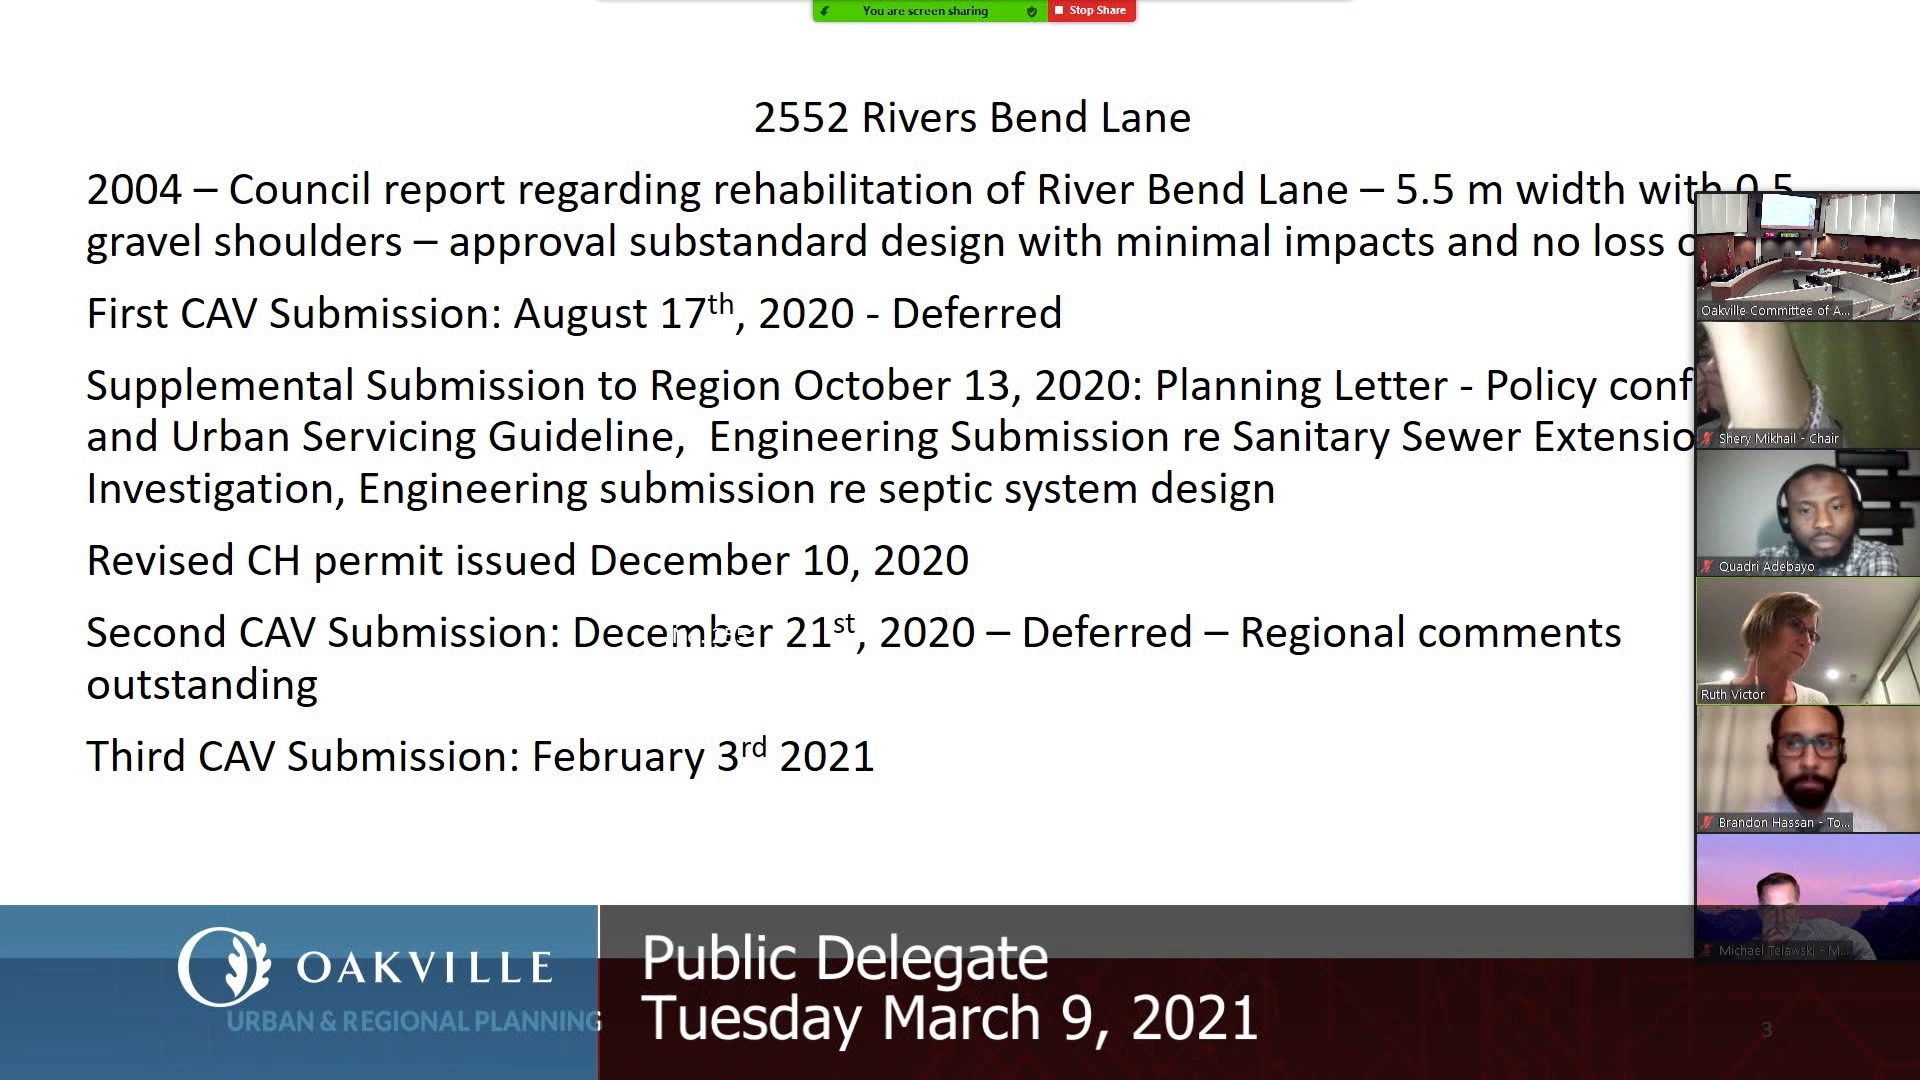 You are screen sharing
Stop Share
2552 Rivers Bend Lane
2004 – Council report regarding rehabilitation of River Bend Lane – 5.5 m width with 0.5
gravel shoulders – approval substandard design with minimal impacts and no loss
First CAV Submission: August 17th, 2020 - Deferred
Supplemental Submission to Region October 13, 2020: Planning Letter - Policy conf
and Urban Servicing Guideline, Engineering Submission re Sanitary Sewer Extensio
Investigation, Engineering submission re septic system design
Revised CH permit issued December 10, 2020
Second CAV Submission: December 21st, 2020 – Deferred – Regional comments
outstanding
Third CAV Submission: February 3rd 2021
Oakville Committee of A...
Shery Mikhail - Chair
Quadri Adebayo
Ruth Victor
Brandon Hassan - To...
Michael Telawski - M...
OAKVILLE
URBAN & REGIONAL PLANNING
Public Delegate
Tuesday March 9, 2021
3